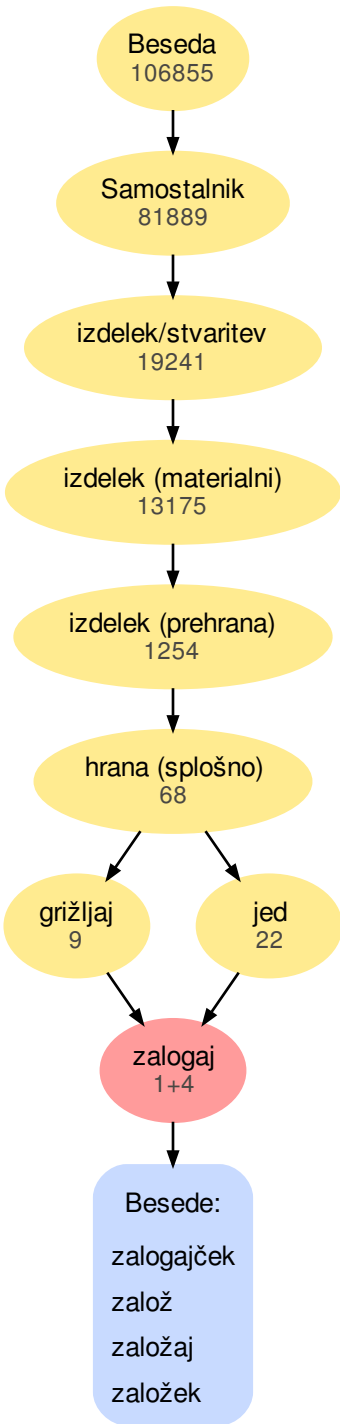 Beseda
106855
Samostalnik
81889
izdelek/stvaritev
19241
izdelek (materialni)
13175
izdelek (prehrana)
1254
hrana (splošno)
68
grižljaj
9
jed
22
zalogaj
1+4
Besede:
zalogajček
založ
založaj
založek